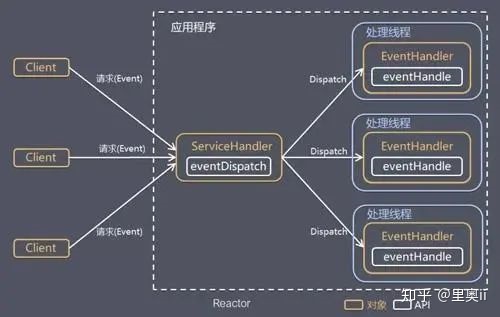 应用程序
Client
请求(Event)
Client
请求(Event)
Client
请求(Event)
ServiceHandler
eventDispatch
Dispatch
处理线程
EventHandler
eventHandle
Dispatch
处理线程
EventHandler
eventHandle
Dispatch
处理线程
EventHandler
eventHandle
Reactor
对象
API
知乎 @里奥ii